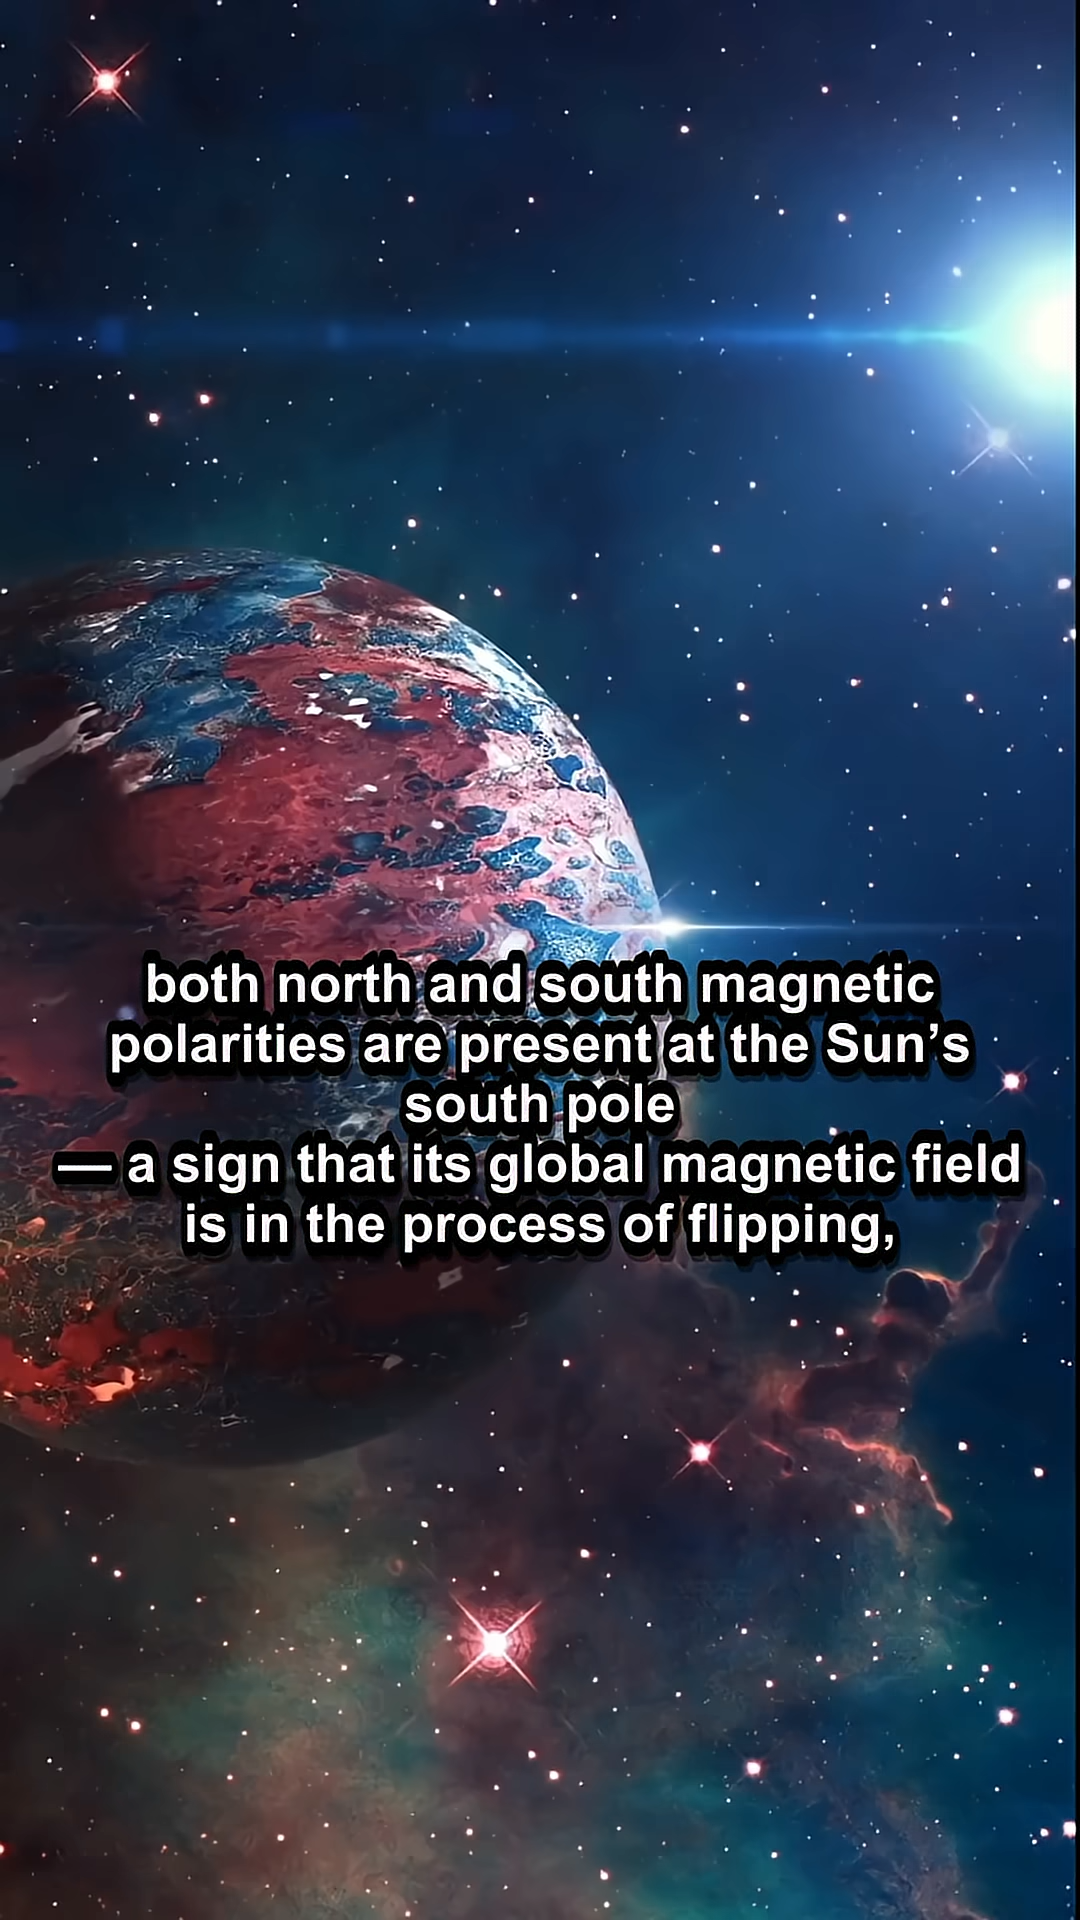 both north and south magnetic
polarities are present at the Sun’s
south pole
— a sign that its global magnetic field
is in the process of flipping,